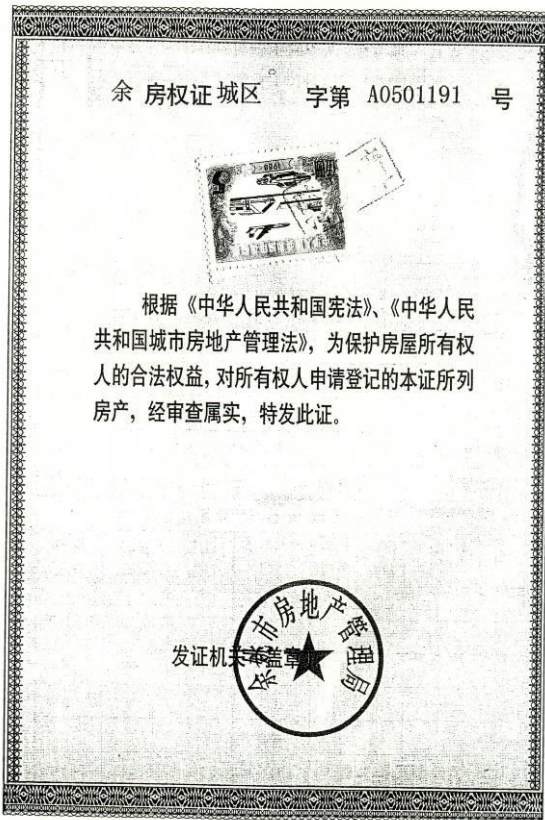 余 房权证 城区 字第 A0501191 号
1988
根据《中华人民共和国宪法》、《中华人民
共和国城市房地产管理法》，为保护房屋所有权
人的合法权益，对所有权人申请登记的本证所列
房产，经审查属实，特发此证。
发证机关（盖章）
市房地产管理局